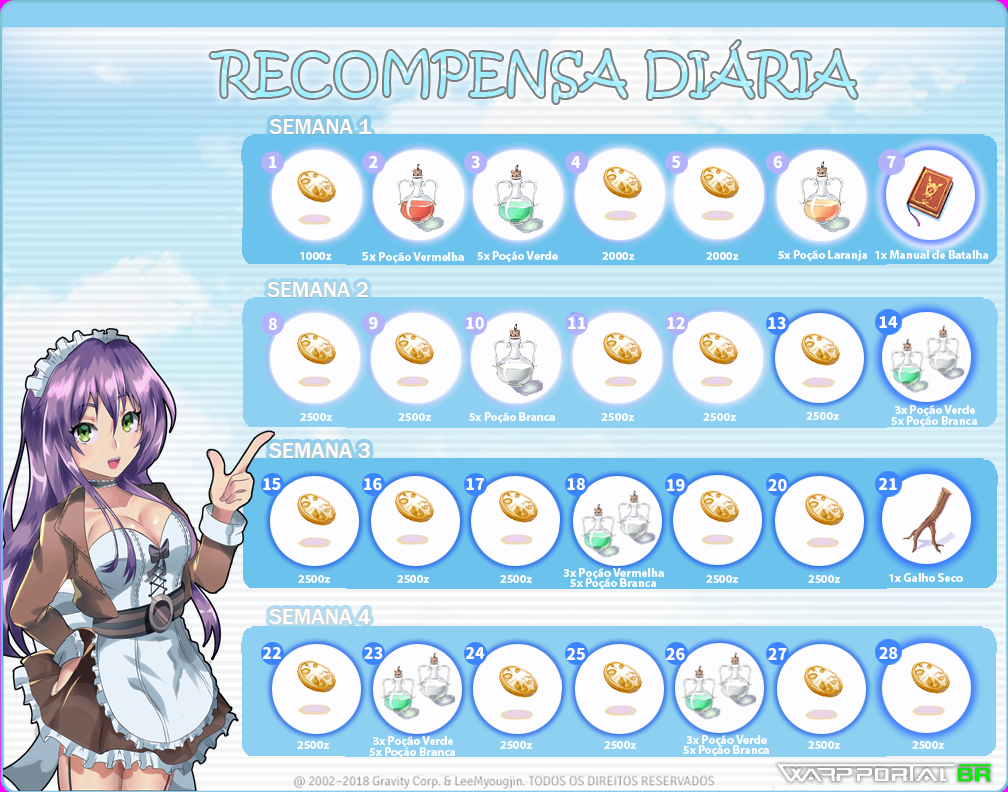 RECOMPENSA DIÁRIA
SEMANA 1
1 2 3 4 5 6 7
1000z 5x Poção Vermelha 5x Poção Verde 2000z 2000z 5x Poção Laranja 1x Manual de Batalha
SEMANA 2
8 9 10 11 12 13 14
2500z 2500z 5x Poção Branca 2500z 2500z 2500z 3x Poção Verde
5x Poção Branca
SEMANA 3
15 16 17 18 19 20 21
2500z 2500z 2500z 3x Poção Vermelha 2500z 2500z 1x Galho Seco
5x Poção Branca
SEMANA 4
22 23 24 25 26 27 28
2500z 3x Poção Verde 2500z 2500z 3x Poção Verde 2500z 2500z
5x Poção Branca 5x Poção Branca
@ 2002-2018 Gravity Corp. & LeeMyougjin. TODOS OS DIREITOS RESERVADOS
WARPPORTAL BR